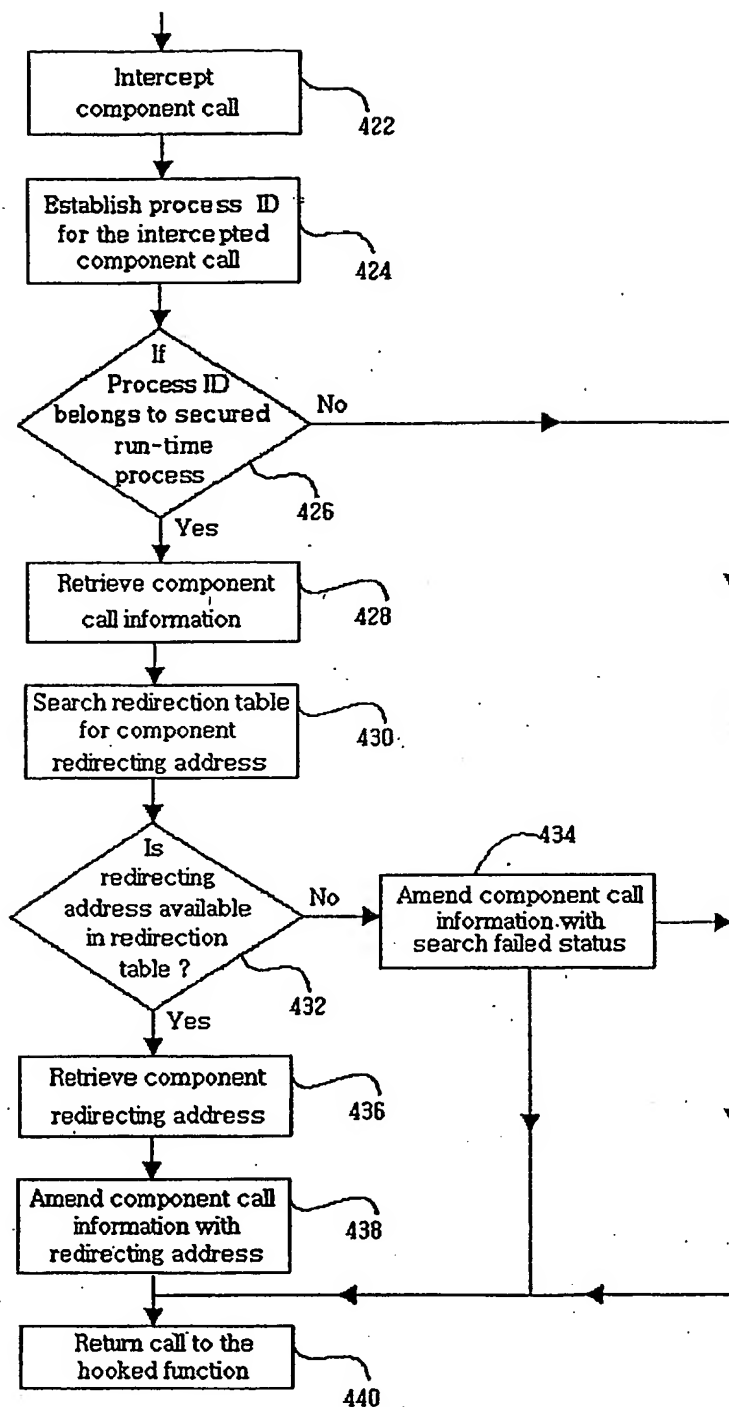 Intercept
component call
422
Establish process ID
for the intercepted
component call
424
If
Process ID
belongs to secured
run-time
process
No
426
Yes
Retrieve component
call information
428
Search redirection table
for component
redirecting address
430
Is
redirecting
address available
in redirection
table ?
No
432
434
Amend component call
information with
search failed status
Yes
Retrieve component
redirecting address
436
Amend component call
information with
redirecting address
438
Return call to the
hooked function
440